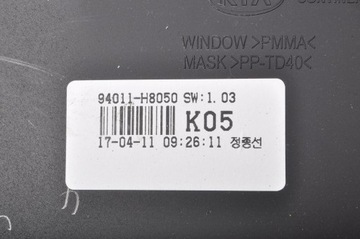 WINDOW >PMMA<
MASK >PP-TD40<
94011-H8050 SW:1.03
K05
17-04-11 09:26:11 정종선